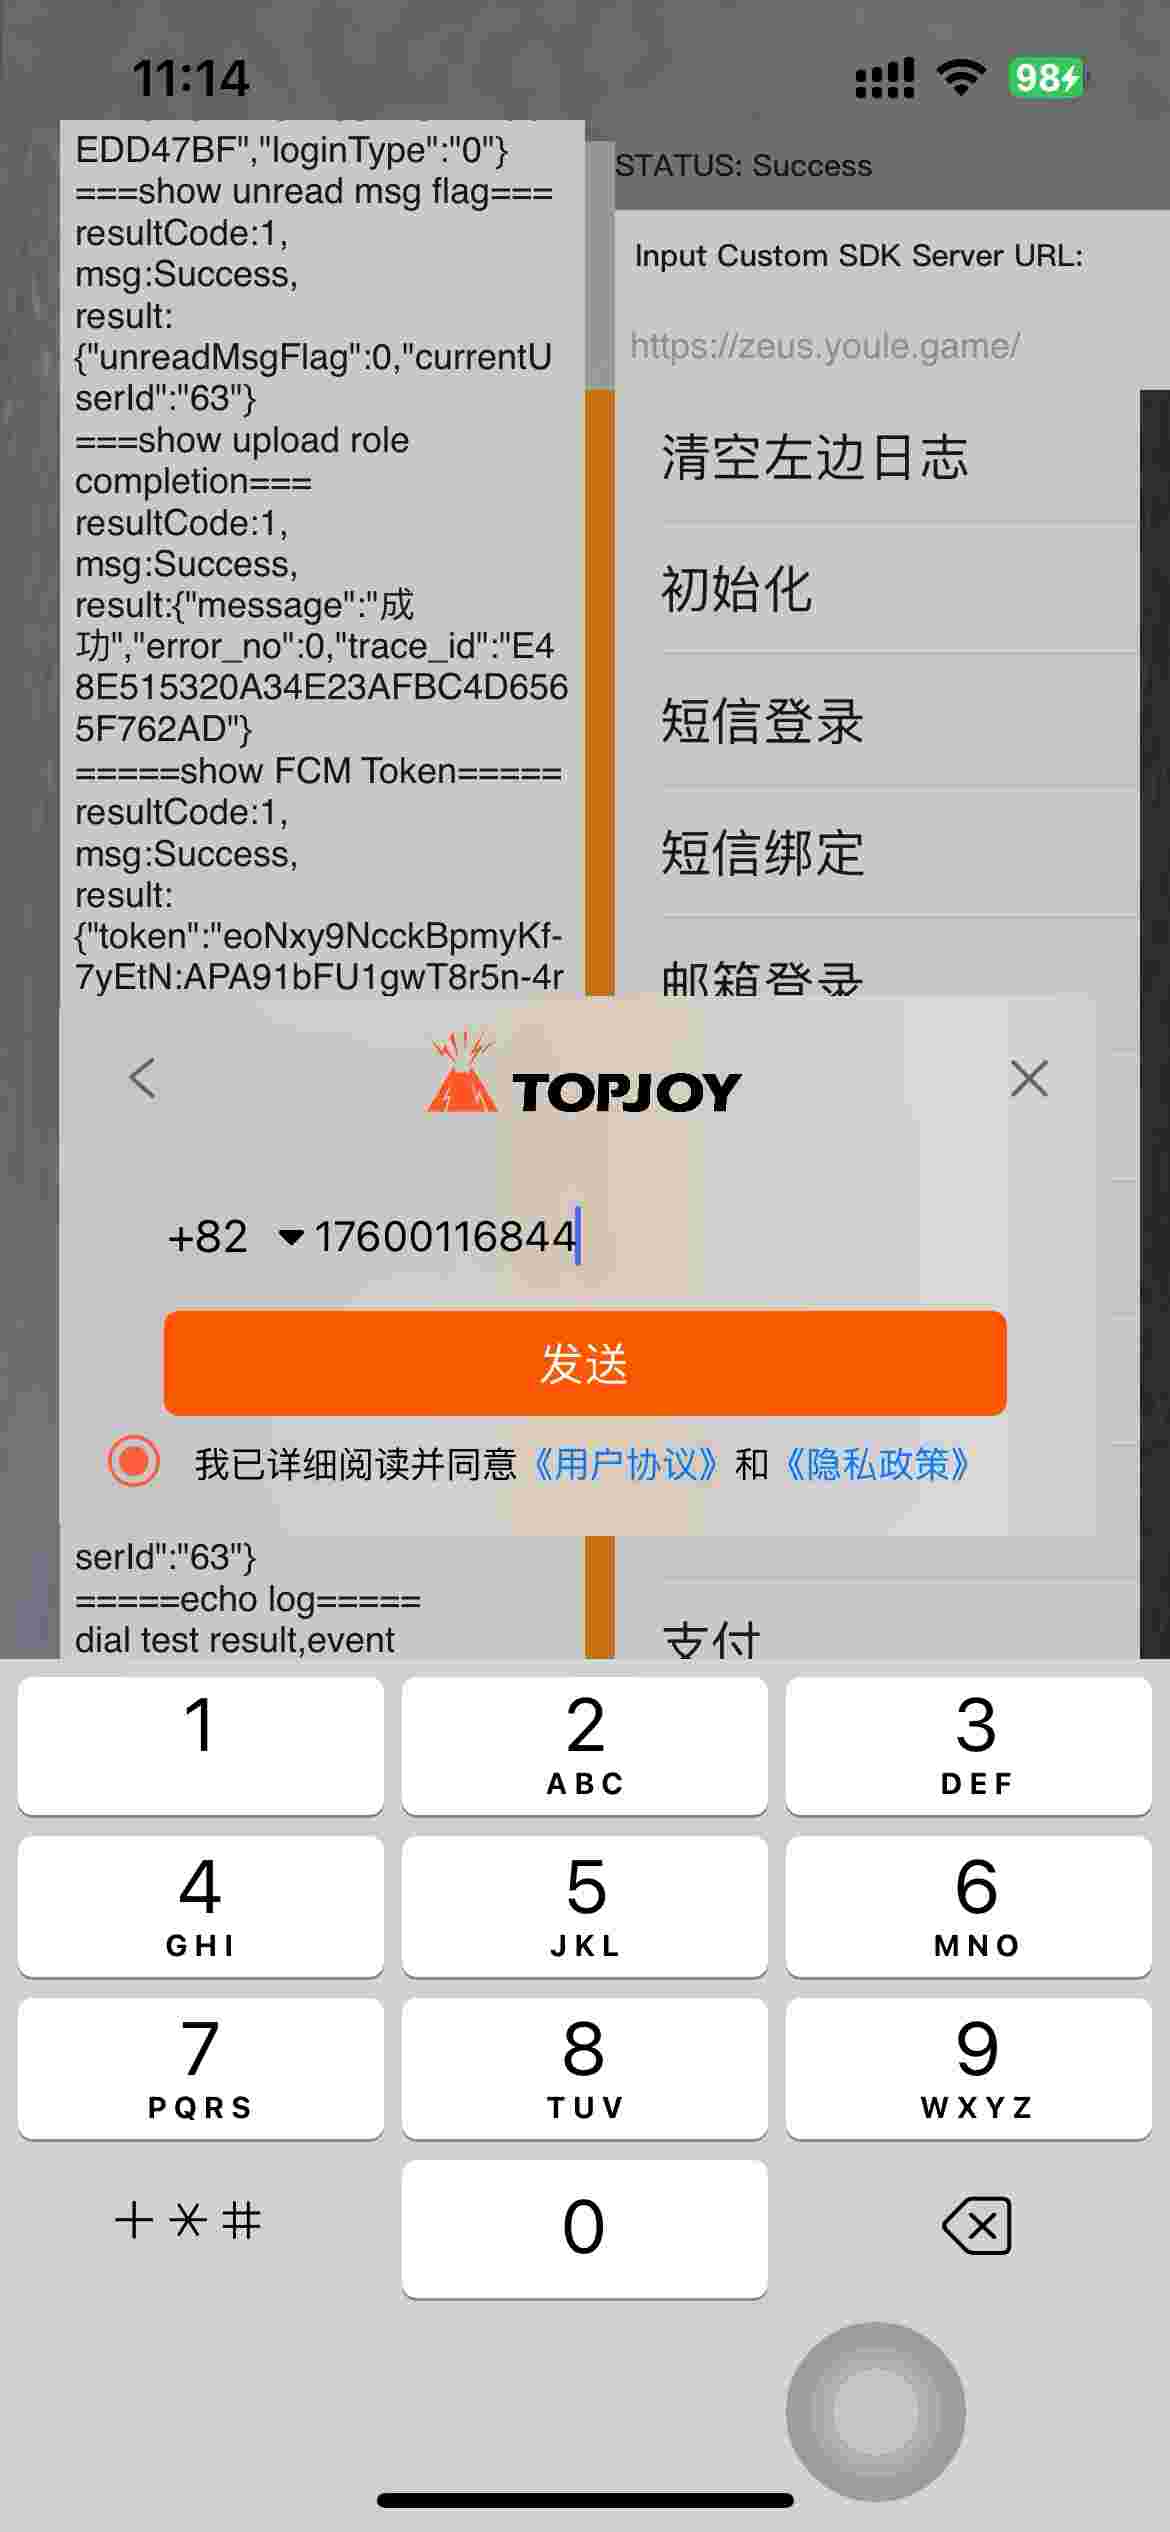 11:14
98
EDD47BF","loginType":"0"}
===show unread msg flag===
resultCode:1,
msg:Success,
result:
{"unreadMsgFlag":0,"currentU
serId":"63"}
===show upload role
completion===
resultCode:1,
msg:Success,
result:{"message":"成
功","error_no":0,"trace_id":"E4
8E515320A34E23AFBC4D656
5F762AD"}
=====show FCM Token=====
resultCode:1,
msg:Success,
result:
{"token":"eoNxy9NcckBpmyKf-
7yEtN:APA91bFU1gwT8r5n-4r
STATUS: Success
Input Custom SDK Server URL:
https://zeus.youle.game/
清空左边日志
初始化
短信登录
短信绑定
邮箱登录
TOPJOY
+82 17600116844
发送
我已详细阅读并同意《用户协议》和《隐私政策》
serId":"63"}
=====echo log=====
dial test result,event
支付
1
2
ABC
3
DEF
4
GHI
5
JKL
6
MNO
7
PQRS
8
TUV
9
WXYZ
+*#
0